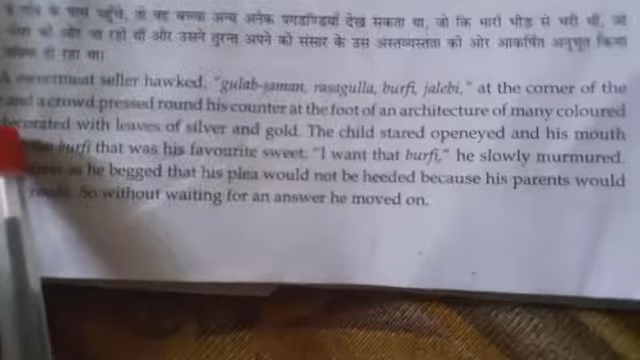 के पास पहुँचे, तो वह बालक अन्य अनेक पगडण्डियाँ देख सकता था, जो कि भारी भीड़ से भरी थीं,
की ओर जा रही थीं और उसने तुरन्त अपने को संसार के उस अस्तव्यस्तता की ओर आकर्षित अनुभूत किया
हो रहा था।
A sweetmeat seller hawked, "gulab-jaman, rasagulla, burfi, jalebi," at the corner of the
and a crowd pressed round his counter at the foot of an architecture of many coloured
decorated with leaves of silver and gold. The child stared openeyed and his mouth
burfi that was his favourite sweet. "I want that burfi," he slowly murmured.
as he begged that his plea would not be heeded because his parents would
So without waiting for an answer he moved on.